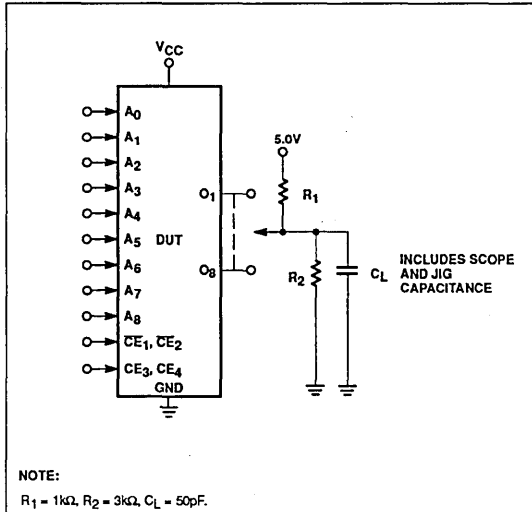 VCC
A0
A1
A2
A3
A4
A5
A6
A7
A8
CE1, CE2
CE3, CE4
GND
DUT
O1
O8
5.0V
R1
R2
CL
INCLUDES SCOPE
AND JIG
CAPACITANCE
NOTE:
R1 = 1kΩ, R2 = 3kΩ, CL = 50pF.